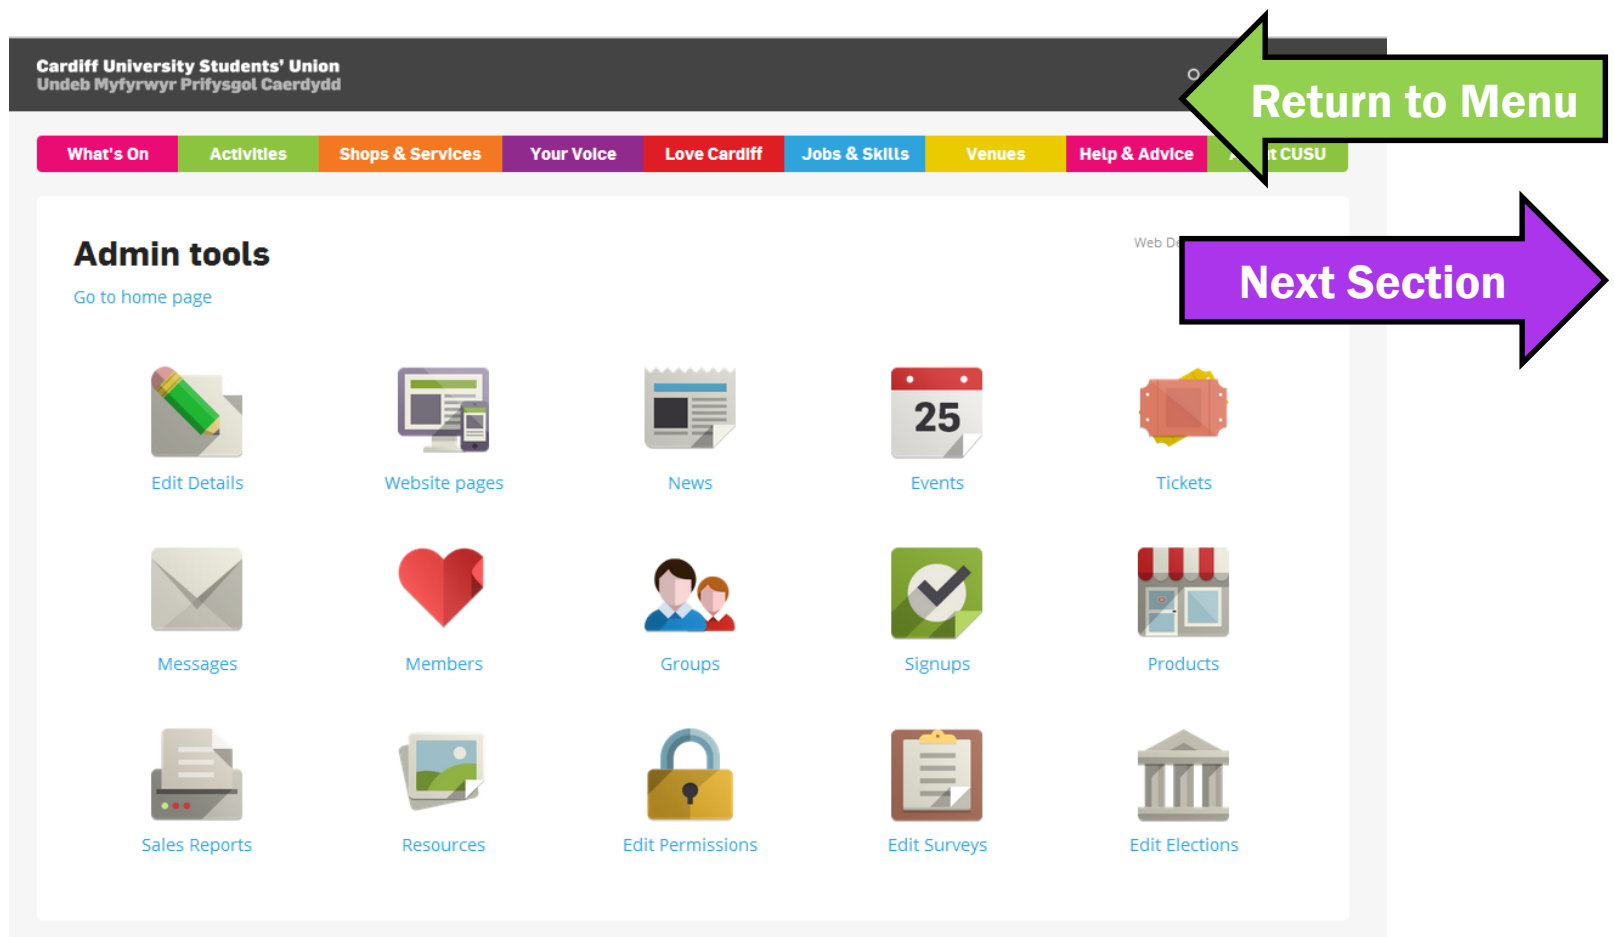 Cardiff University Students' Union
Undeb Myfyrwyr Prifysgol Caerdydd
Return to Menu
What's On Activities Shops & Services Your Voice Love Cardiff Jobs & Skills Venues Help & Advice CUSU
Admin tools
Web
Go to home page
Next Section
25
Edit Details Website pages News Events Tickets
Messages Members Groups Signups Products
Sales Reports Resources Edit Permissions Edit Surveys Edit Elections